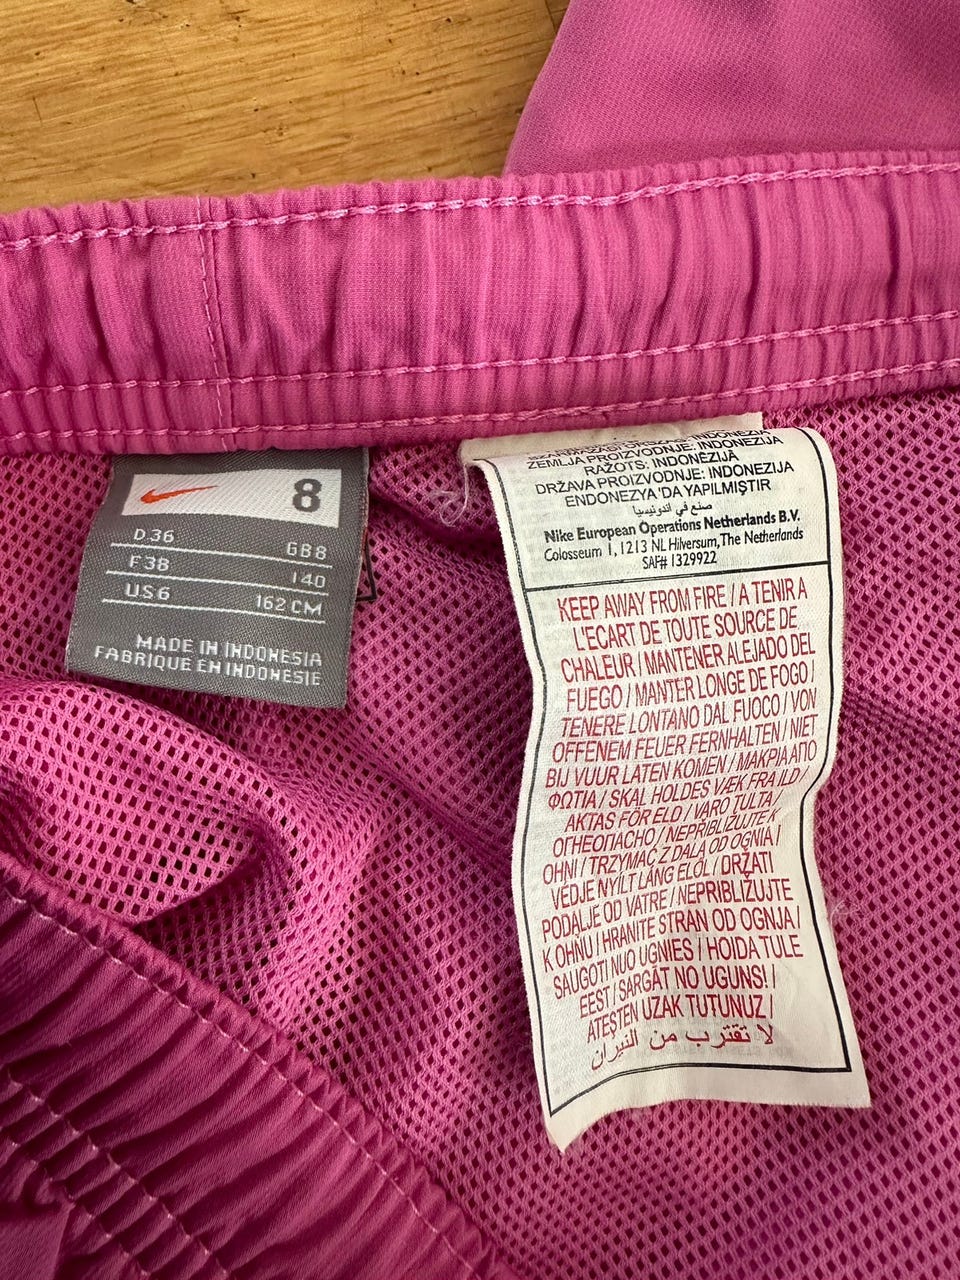 8
D 36
GB 8
F 38
140
US 6
162 CM
MADE IN INDONESIA
FABRIQUE EN INDONESIE
ZEMLJA PROIZVODNJE: INDONEZIJA
RAŽOTS: INDONĒZIJĀ
DRŽAVA PROIZVODNJE: INDONEZIJA
ENDONEZYA'DA YAPILMIŞTIR
صنع في أندونيسيا
Nike European Operations Netherlands B.V.
Colosseum 1, 1213 NL Hilversum, The Netherlands
SAF# 1329922
KEEP AWAY FROM FIRE / A TENIR A
L'ECART DE TOUTE SOURCE DE
CHALEUR / MANTENER ALEJADO DEL
FUEGO / MANTER LONGE DE FOGO /
TENERE LONTANO DAL FUOCO / VON
OFFENEM FEUER FERNHALTEN / NIET
BIJ VUUR LATEN KOMEN / ΜΑΚΡΙΑ ΑΠΟ
ΦΩΤΙΑ / SKAL HOLDES VÆK FRA ILD /
AKTAS FÖR ELD / VARO TULTA /
ОГНЕОПАСНО / NEPŘIBLIŽUJTE K
OHNI / TRZYMAĆ Z DALA OD OGNIA /
VÉDJE NYÍLT LÁNG ELŐL / DRŽATI
PODALJE OD VATRE / NEPRIBLIŽUJTE
K OHŇU / HRANITE STRAN OD OGNJA /
SAUGOTI NUO UGNIES / HOIDA TULE
EEST / SARGĀT NO UGUNS! /
ATEŞTEN UZAK TUTUNUZ /
لا تقترب من النيران